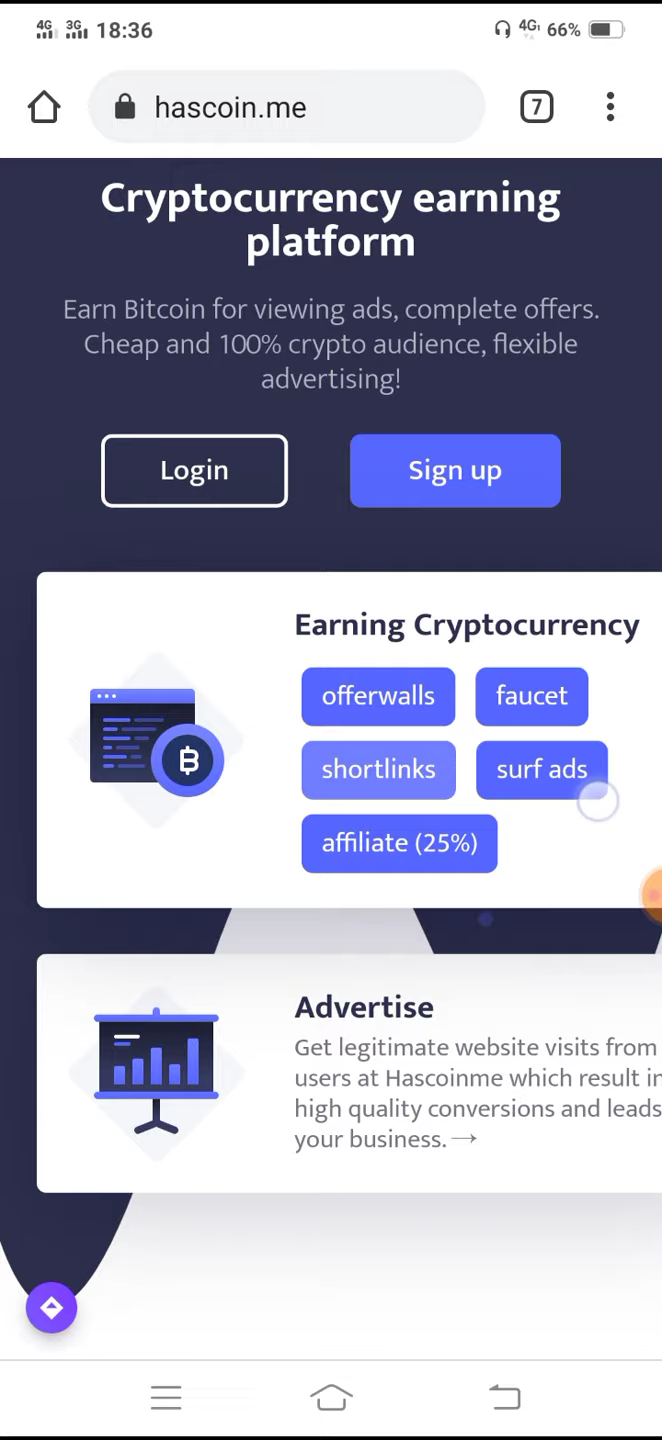 4G 3G 18:36 4G 66%
hascoin.me 7
Cryptocurrency earning
platform
Earn Bitcoin for viewing ads, complete offers.
Cheap and 100% crypto audience, flexible
advertising!
Login Sign up
Earning Cryptocurrency
offerwalls faucet
shortlinks surf ads
affiliate (25%)
Advertise
Get legitimate website visits from
users at Hascoinme which result in
high quality conversions and leads
your business. →